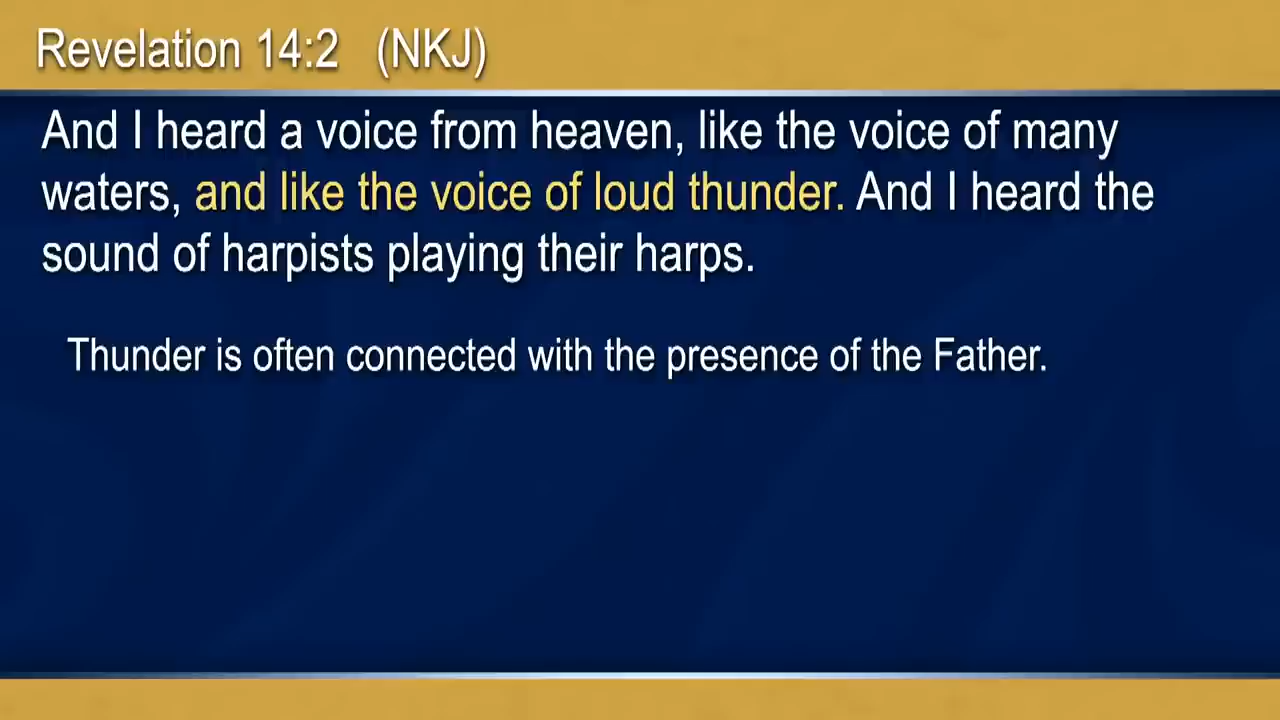 Revelation 14:2 (NKJ)
And I heard a voice from heaven, like the voice of many
waters, and like the voice of loud thunder. And I heard the
sound of harpists playing their harps.
Thunder is often connected with the presence of the Father.